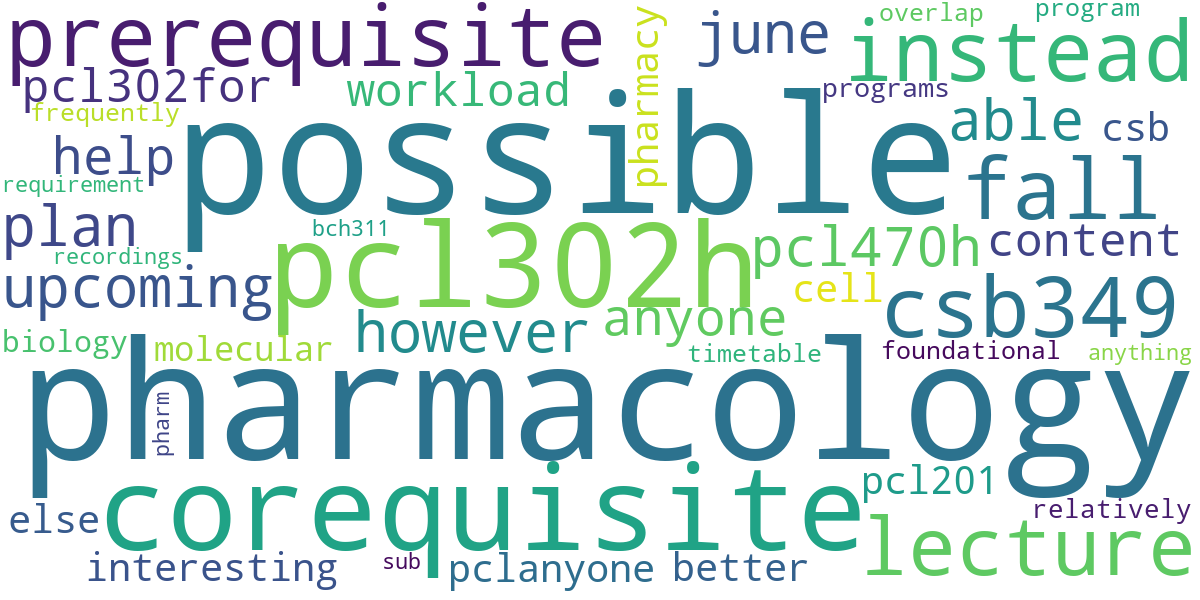 prerequisite
pharmacy
june
overlap
program
instead
pcl302for
workload
programs
frequently
possible
able
csb
help
fall
requirement
plan
bch311
pcl302h
pcl470h
content
recordings
upcoming
cell
csb349
however
anyone
biology
molecular
timetable
foundational
anything
pharmacology
pharm
corequisite
pcl201
relatively
else
lecture
interesting
sub
pclanyone
better